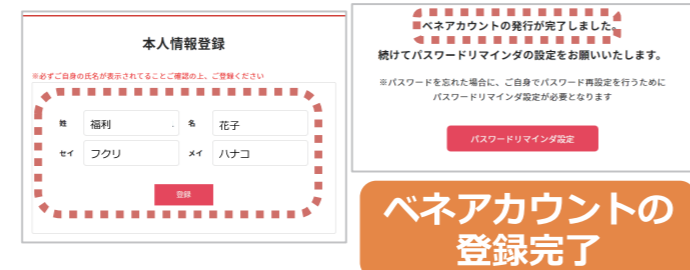 本人情報登録
※必ずご自身の氏名が表示されてることご確認の上、ご登録ください
姓 福利 名 花子
セイ フクリ メイ ハナコ
登録
ベネアカウントの発行が完了しました。
続けてパスワードリマインダの設定をお願いいたします。
※パスワードを忘れた場合に、ご自身でパスワード再設定を行うために
パスワードリマインダ設定が必要となります
パスワードリマインダ設定
ベネアカウントの
登録完了